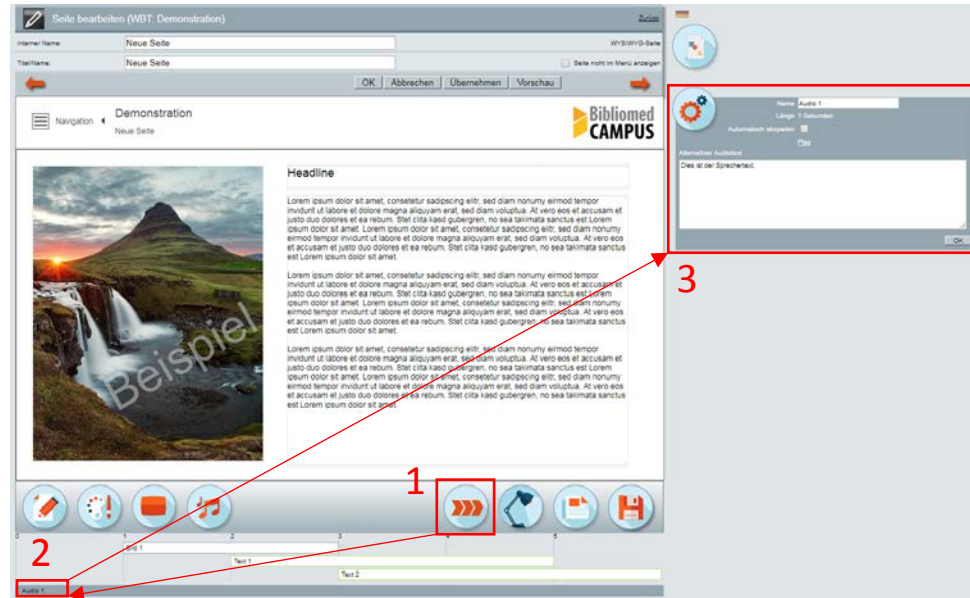 Seite bearbeiten (WBT: Demonstration)
Zurück
Interner Name:
Neue Seite
WYSIWYG-Seite
Titel/Name:
Neue Seite
Seite nicht im Menü anzeigen
OK
Abbrechen
Übernehmen
Vorschau
Navigation
Demonstration
Neue Seite
Bibliomed
CAMPUS
Headline
Lorem ipsum dolor sit amet, consetetur sadipscing elitr, sed diam nonumy eirmod tempor
invidunt ut labore et dolore magna aliquyam erat, sed diam voluptua. At vero eos et accusam et
justo duo dolores et ea rebum. Stet clita kasd gubergren, no sea takimata sanctus est Lorem
ipsum dolor sit amet. Lorem ipsum dolor sit amet, consetetur sadipscing elitr, sed diam nonumy
eirmod tempor invidunt ut labore et dolore magna aliquyam erat, sed diam voluptua. At vero eos
et accusam et justo duo dolores et ea rebum. Stet clita kasd gubergren, no sea takimata sanctus
est Lorem ipsum dolor sit amet.
Lorem ipsum dolor sit amet, consetetur sadipscing elitr, sed diam nonumy eirmod tempor
invidunt ut labore et dolore magna aliquyam erat, sed diam voluptua. At vero eos et accusam et
justo duo dolores et ea rebum. Stet clita kasd gubergren, no sea takimata sanctus est Lorem
ipsum dolor sit amet. Lorem ipsum dolor sit amet, consetetur sadipscing elitr, sed diam nonumy
eirmod tempor invidunt ut labore et dolore magna aliquyam erat, sed diam voluptua. At vero eos
et accusam et justo duo dolores et ea rebum. Stet clita kasd gubergren, no sea takimata sanctus
est Lorem ipsum dolor sit amet.
Lorem ipsum dolor sit amet, consetetur sadipscing elitr, sed diam nonumy eirmod tempor
invidunt ut labore et dolore magna aliquyam erat, sed diam voluptua. At vero eos et accusam et
justo duo dolores et ea rebum. Stet clita kasd gubergren, no sea takimata sanctus est Lorem
ipsum dolor sit amet. Lorem ipsum dolor sit amet, consetetur sadipscing elitr, sed diam nonumy
eirmod tempor invidunt ut labore et dolore magna aliquyam erat, sed diam voluptua. At vero eos
et accusam et justo duo dolores et ea rebum. Stet clita kasd gubergren, no sea takimata sanctus
est Lorem ipsum dolor sit amet.
Beispiel
1
0 1 2 3 4 5
2
Bild 1
Text 1
Text 2
Audio 1
Name Audio 1
Länge 1 Sekunden
Automatisch abspielen
Play
Alternativer Audiotext
Dies ist der Sprechertext.
OK
3